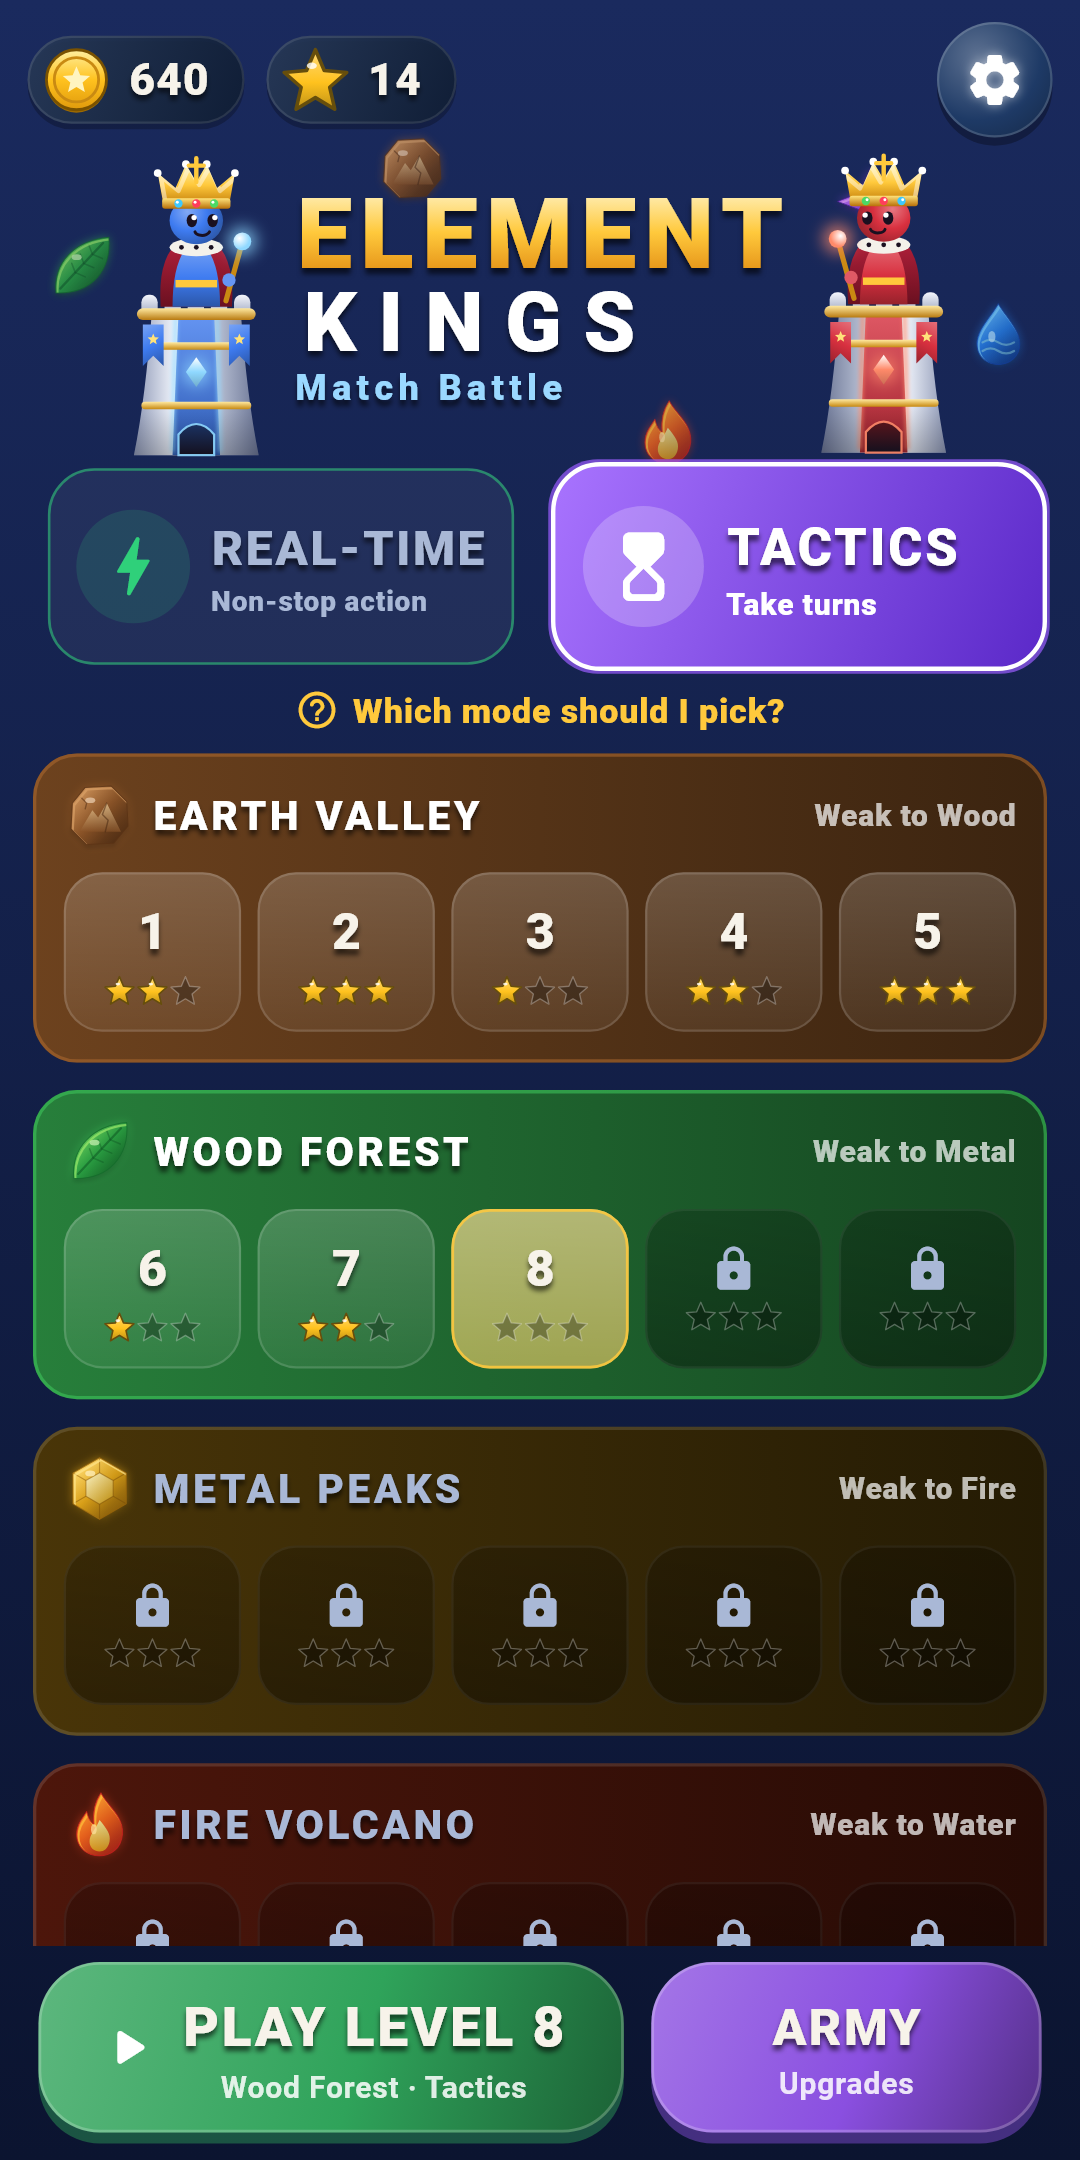 640
14
ELEMENT
KINGS
Match Battle
REAL-TIME
Non-stop action
TACTICS
Take turns
Which mode should I pick?
EARTH VALLEY
Weak to Wood
1
2
3
4
5
WOOD FOREST
Weak to Metal
6
7
8
METAL PEAKS
Weak to Fire
FIRE VOLCANO
Weak to Water
PLAY LEVEL 8
Wood Forest · Tactics
ARMY
Upgrades